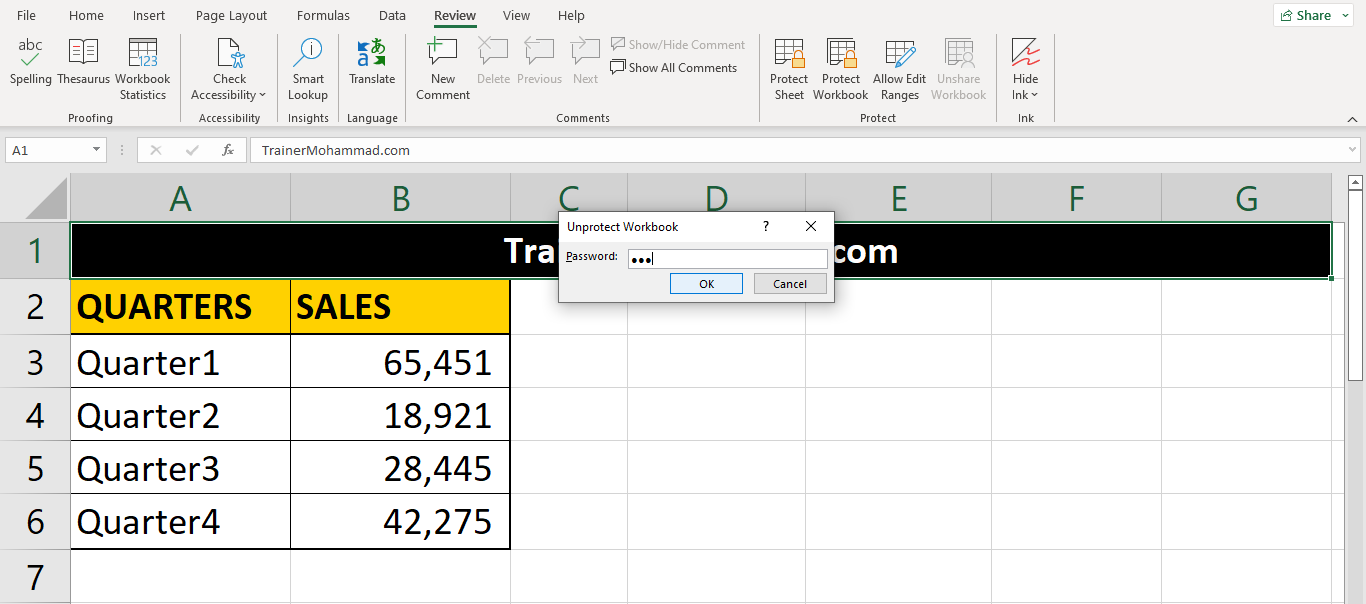 File Home Insert Page Layout Formulas Data Review View Help Share
abc
Spelling Thesaurus Workbook Statistics
Check Accessibility
Smart Lookup
Translate
New Comment Delete Previous Next
Show/Hide Comment
Show All Comments
Protect Sheet Protect Workbook Allow Edit Ranges Unshare Workbook
Hide Ink
Proofing Accessibility Insights Language Comments Protect Ink
A1 fx TrainerMohammad.com
A B C D E F G
Unprotect Workbook ?
Password: •••
OK Cancel
1 Trai com
2 QUARTERS SALES
3 Quarter1 65,451
4 Quarter2 18,921
5 Quarter3 28,445
6 Quarter4 42,275
7